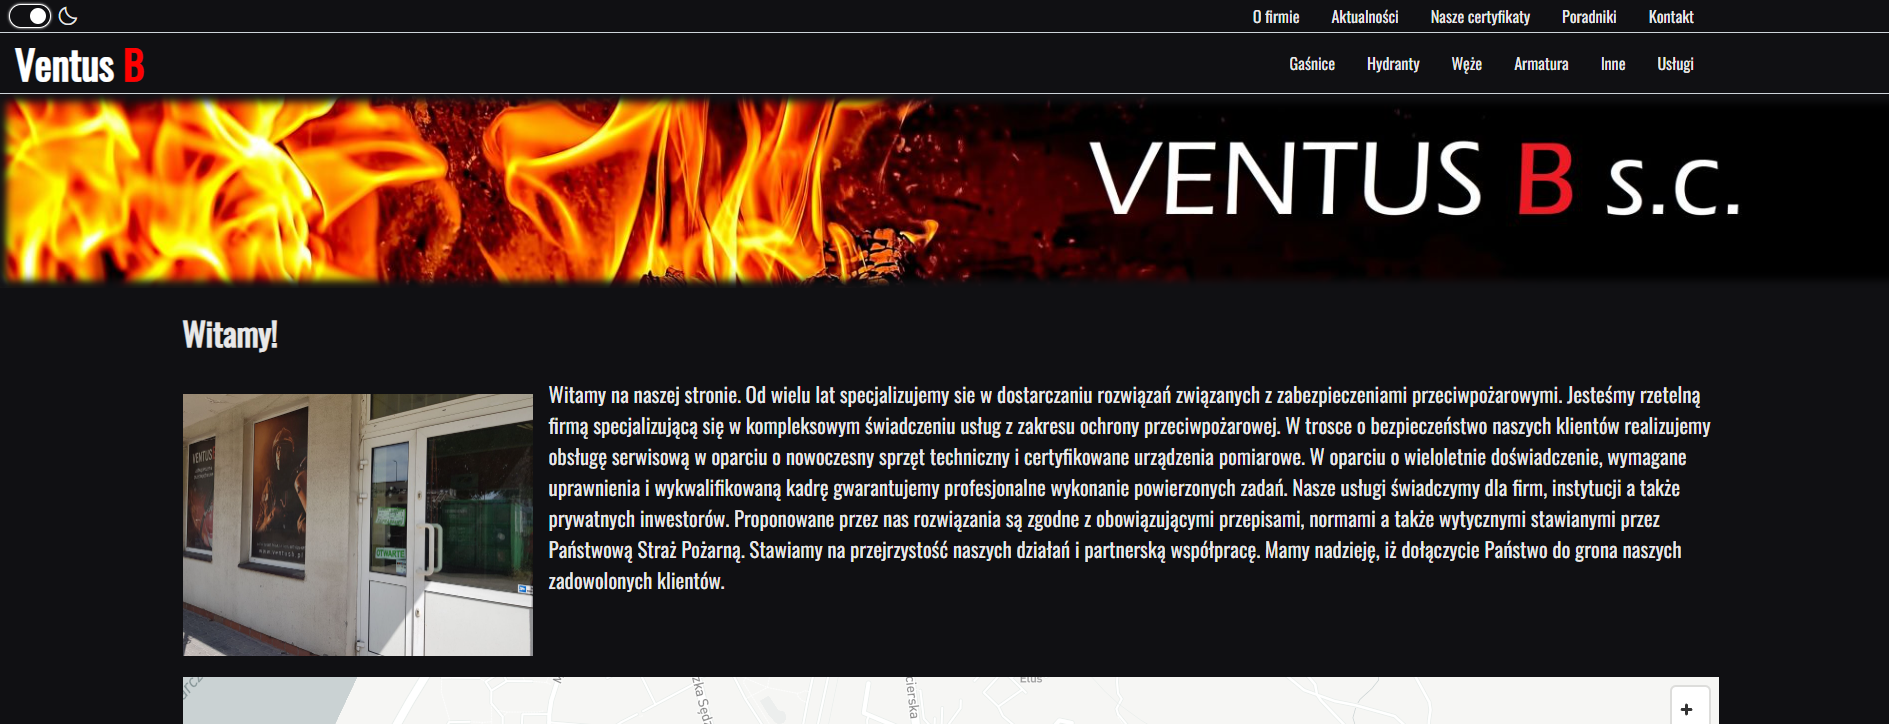 O firmie Aktualności Nasze certyfikaty Poradniki Kontakt
Ventus B
Gaśnice Hydranty Węże Armatura Inne Usługi
VENTUS B s.c.
Witamy!
Witamy na naszej stronie. Od wielu lat specjalizujemy sie w dostarczaniu rozwiązań związanych z zabezpieczeniami przeciwpożarowymi. Jesteśmy rzetelną
firmą specjalizującą się w kompleksowym świadczeniu usług z zakresu ochrony przeciwpożarowej. W trosce o bezpieczeństwo naszych klientów realizujemy
obsługę serwisową w oparciu o nowoczesny sprzęt techniczny i certyfikowane urządzenia pomiarowe. W oparciu o wieloletnie doświadczenie, wymagane
uprawnienia i wykwalifikowaną kadrę gwarantujemy profesjonalne wykonanie powierzonych zadań. Nasze usługi świadczymy dla firm, instytucji a także
prywatnych inwestorów. Proponowane przez nas rozwiązania są zgodne z obowiązującymi przepisami, normami a także wytycznymi stawianymi przez
Państwową Straż Pożarną. Stawiamy na przejrzystość naszych działań i partnerską współpracę. Mamy nadzieję, iż dołączycie Państwo do grona naszych
zadowolonych klientów.
VENTUS
www.ventusb.pl
OTWARTE
+